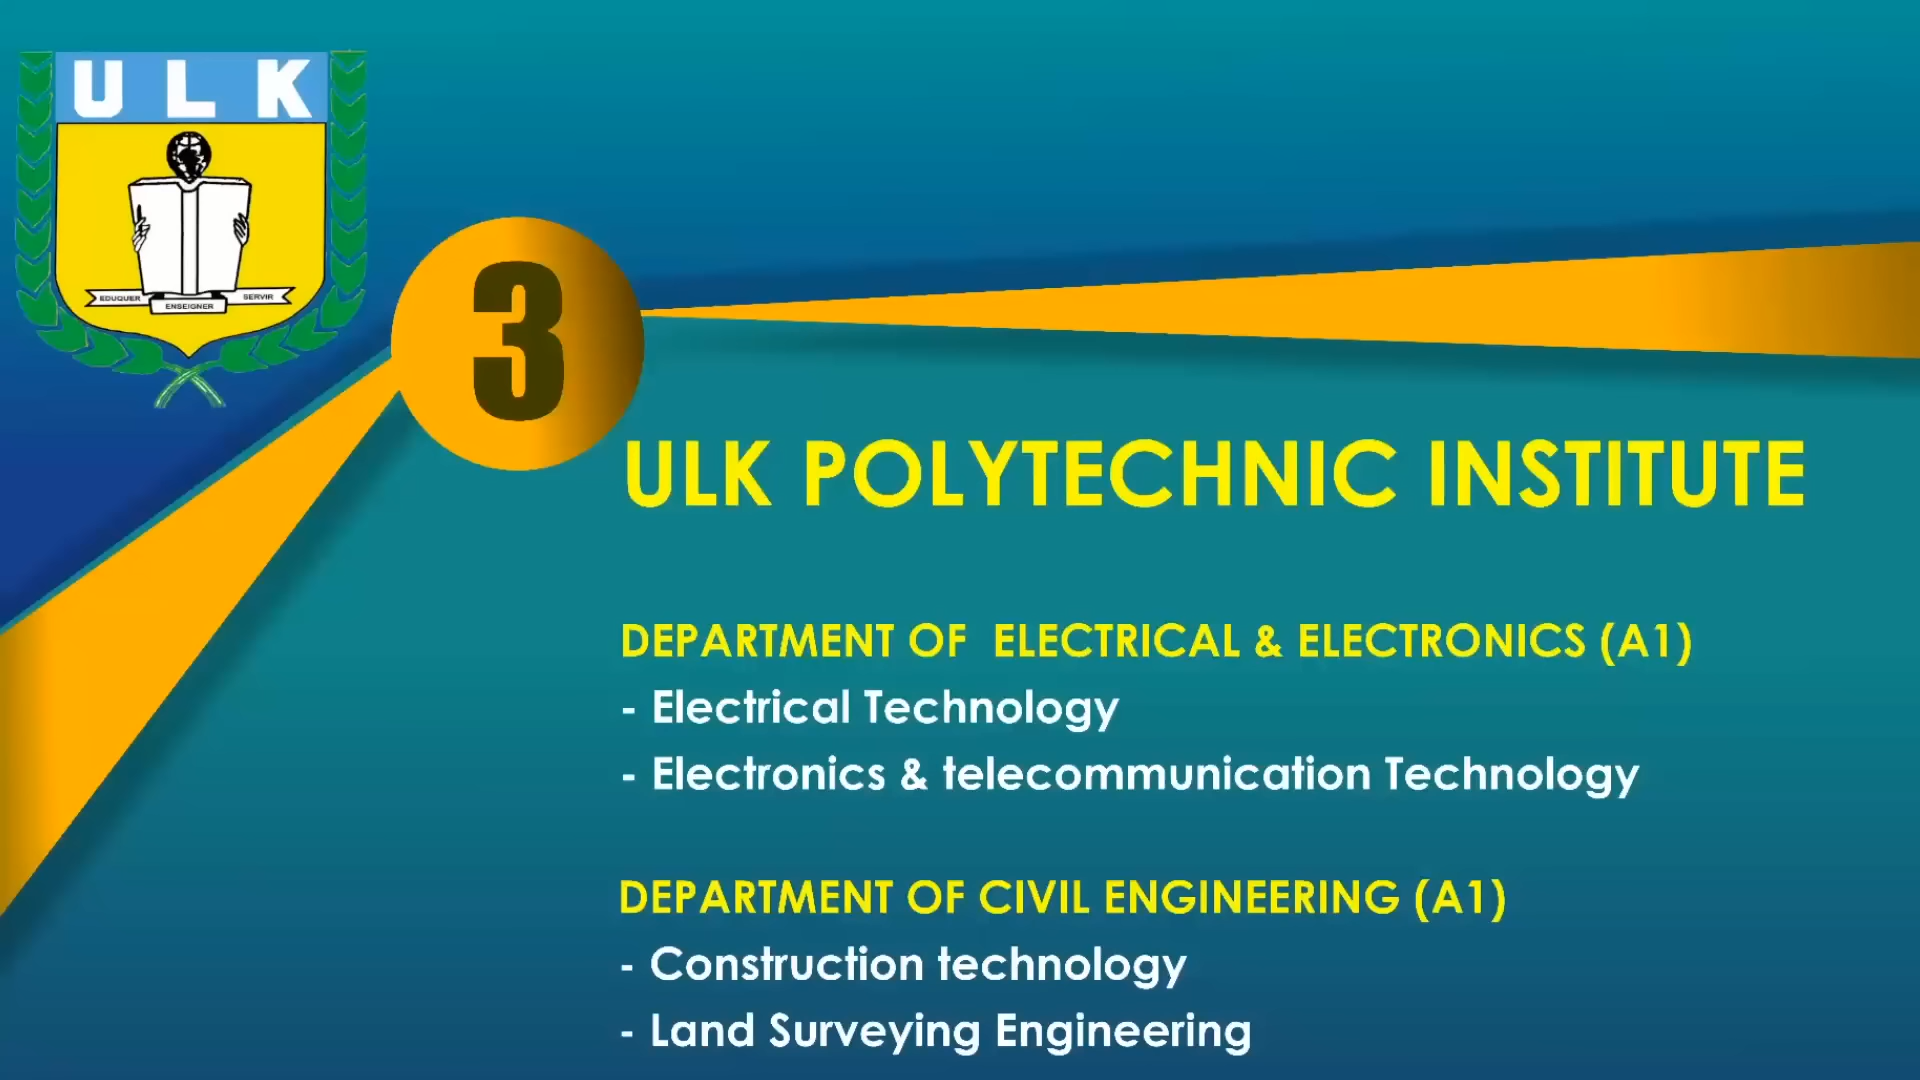 ULK
EDUQUER
ENSEIGNER
SERVIR
3
ULK POLYTECHNIC INSTITUTE
DEPARTMENT OF ELECTRICAL & ELECTRONICS (A1)
- Electrical Technology
- Electronics & telecommunication Technology
DEPARTMENT OF CIVIL ENGINEERING (A1)
- Construction technology
- Land Surveying Engineering